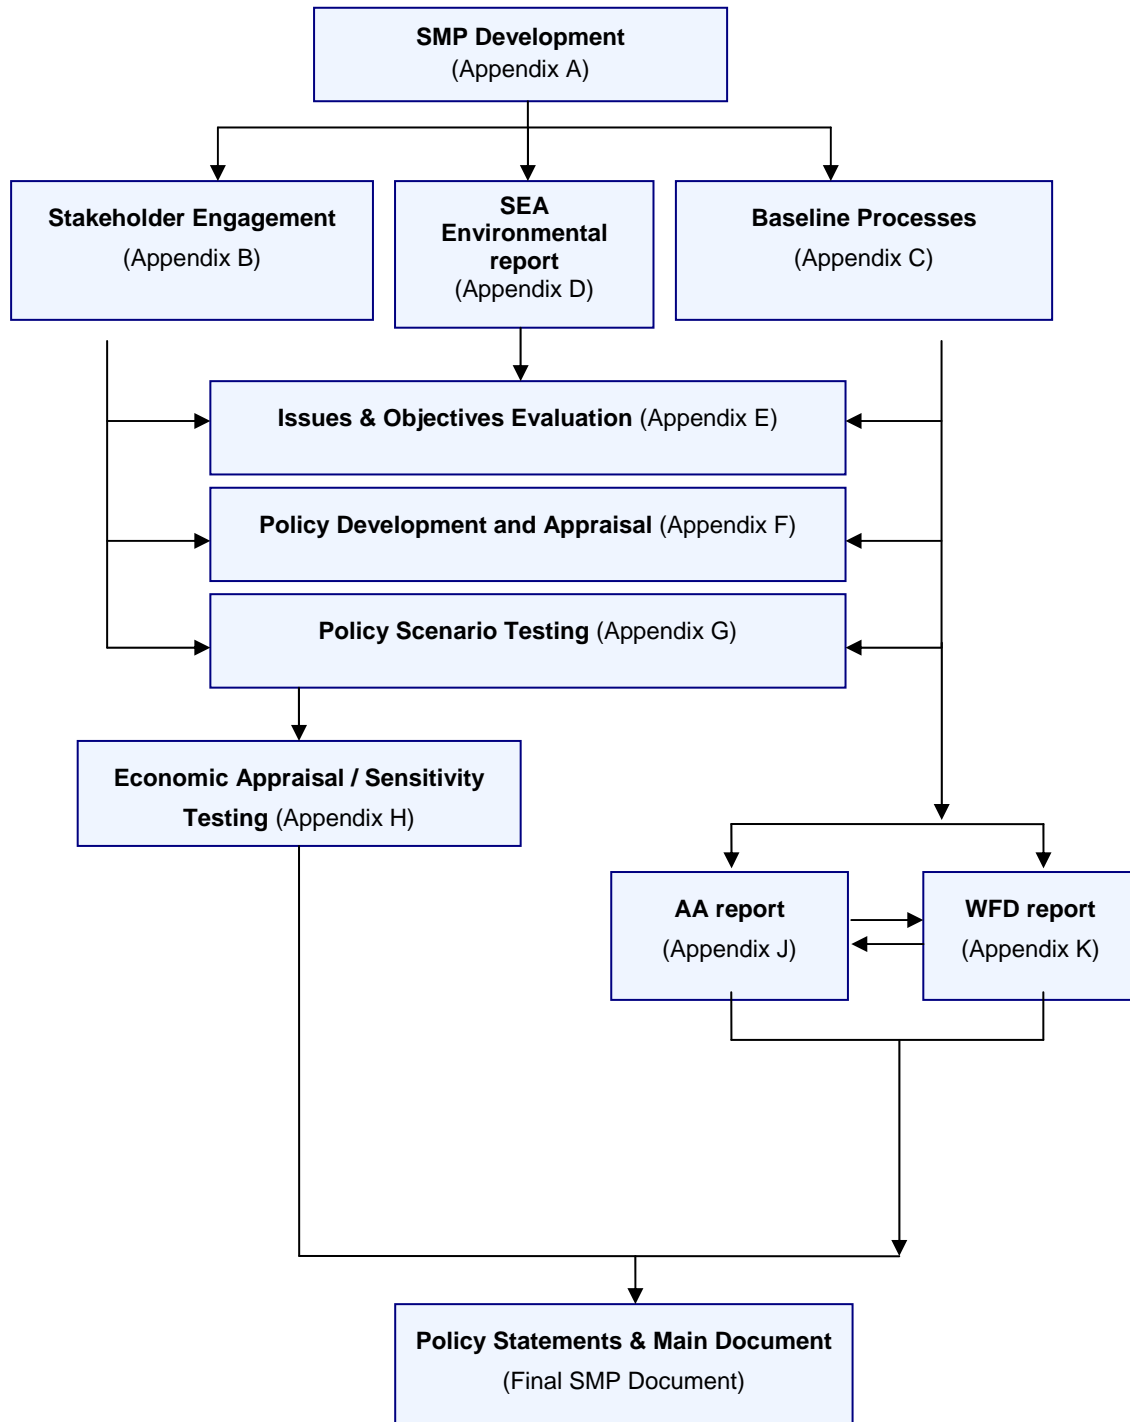 SMP Development
(Appendix A)
Stakeholder Engagement
(Appendix B)
SEA
Environmental
report
(Appendix D)
Baseline Processes
(Appendix C)
Issues & Objectives Evaluation (Appendix E)
Policy Development and Appraisal (Appendix F)
Policy Scenario Testing (Appendix G)
Economic Appraisal / Sensitivity
Testing (Appendix H)
AA report
(Appendix J)
WFD report
(Appendix K)
Policy Statements & Main Document
(Final SMP Document)